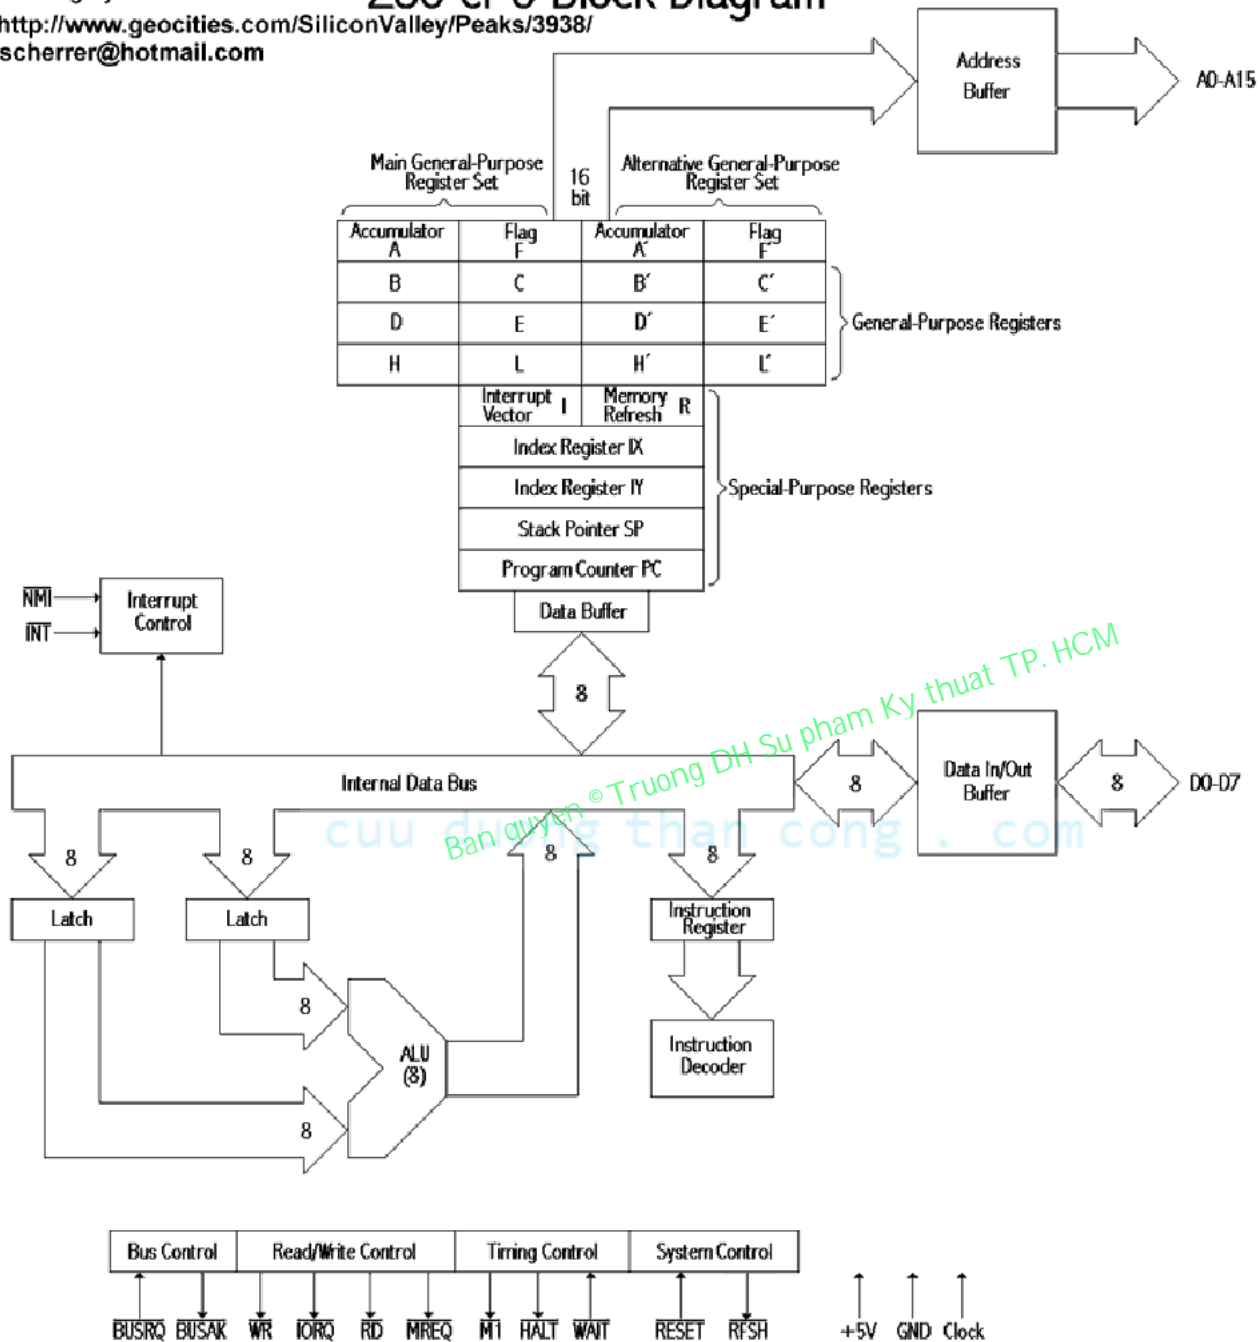 Z80 CPU Block Diagram
http://www.geocities.com/SiliconValley/Peaks/3938/
scherrer@hotmail.com
Address
Buffer
A0-A15
Main General-Purpose
Register Set
16
bit
Alternative General-Purpose
Register Set
Accumulator
A
Flag
F
Accumulator
A´
Flag
F´
B
C
B´
C´
D
E
D´
E´
General-Purpose Registers
H
L
H´
L´
Interrupt
Vector I
Memory
Refresh R
Index Register IX
Index Register IY
Special-Purpose Registers
Stack Pointer SP
Program Counter PC
Data Buffer
NMI
INT
Interrupt
Control
8
Ban quyen © Truong DH Su pham Ky thuat TP. HCM
Internal Data Bus
8
Data In/Out
Buffer
8
D0-D7
cuu duong than cong . com
8
8
8
8
Latch
Latch
Instruction
Register
8
ALU
(8)
8
Instruction
Decoder
Bus Control
Read/Write Control
Timing Control
System Control
BUSRQ BUSAK WR IORQ RD MREQ M1 HALT WAIT RESET RFSH +5V GND Clock